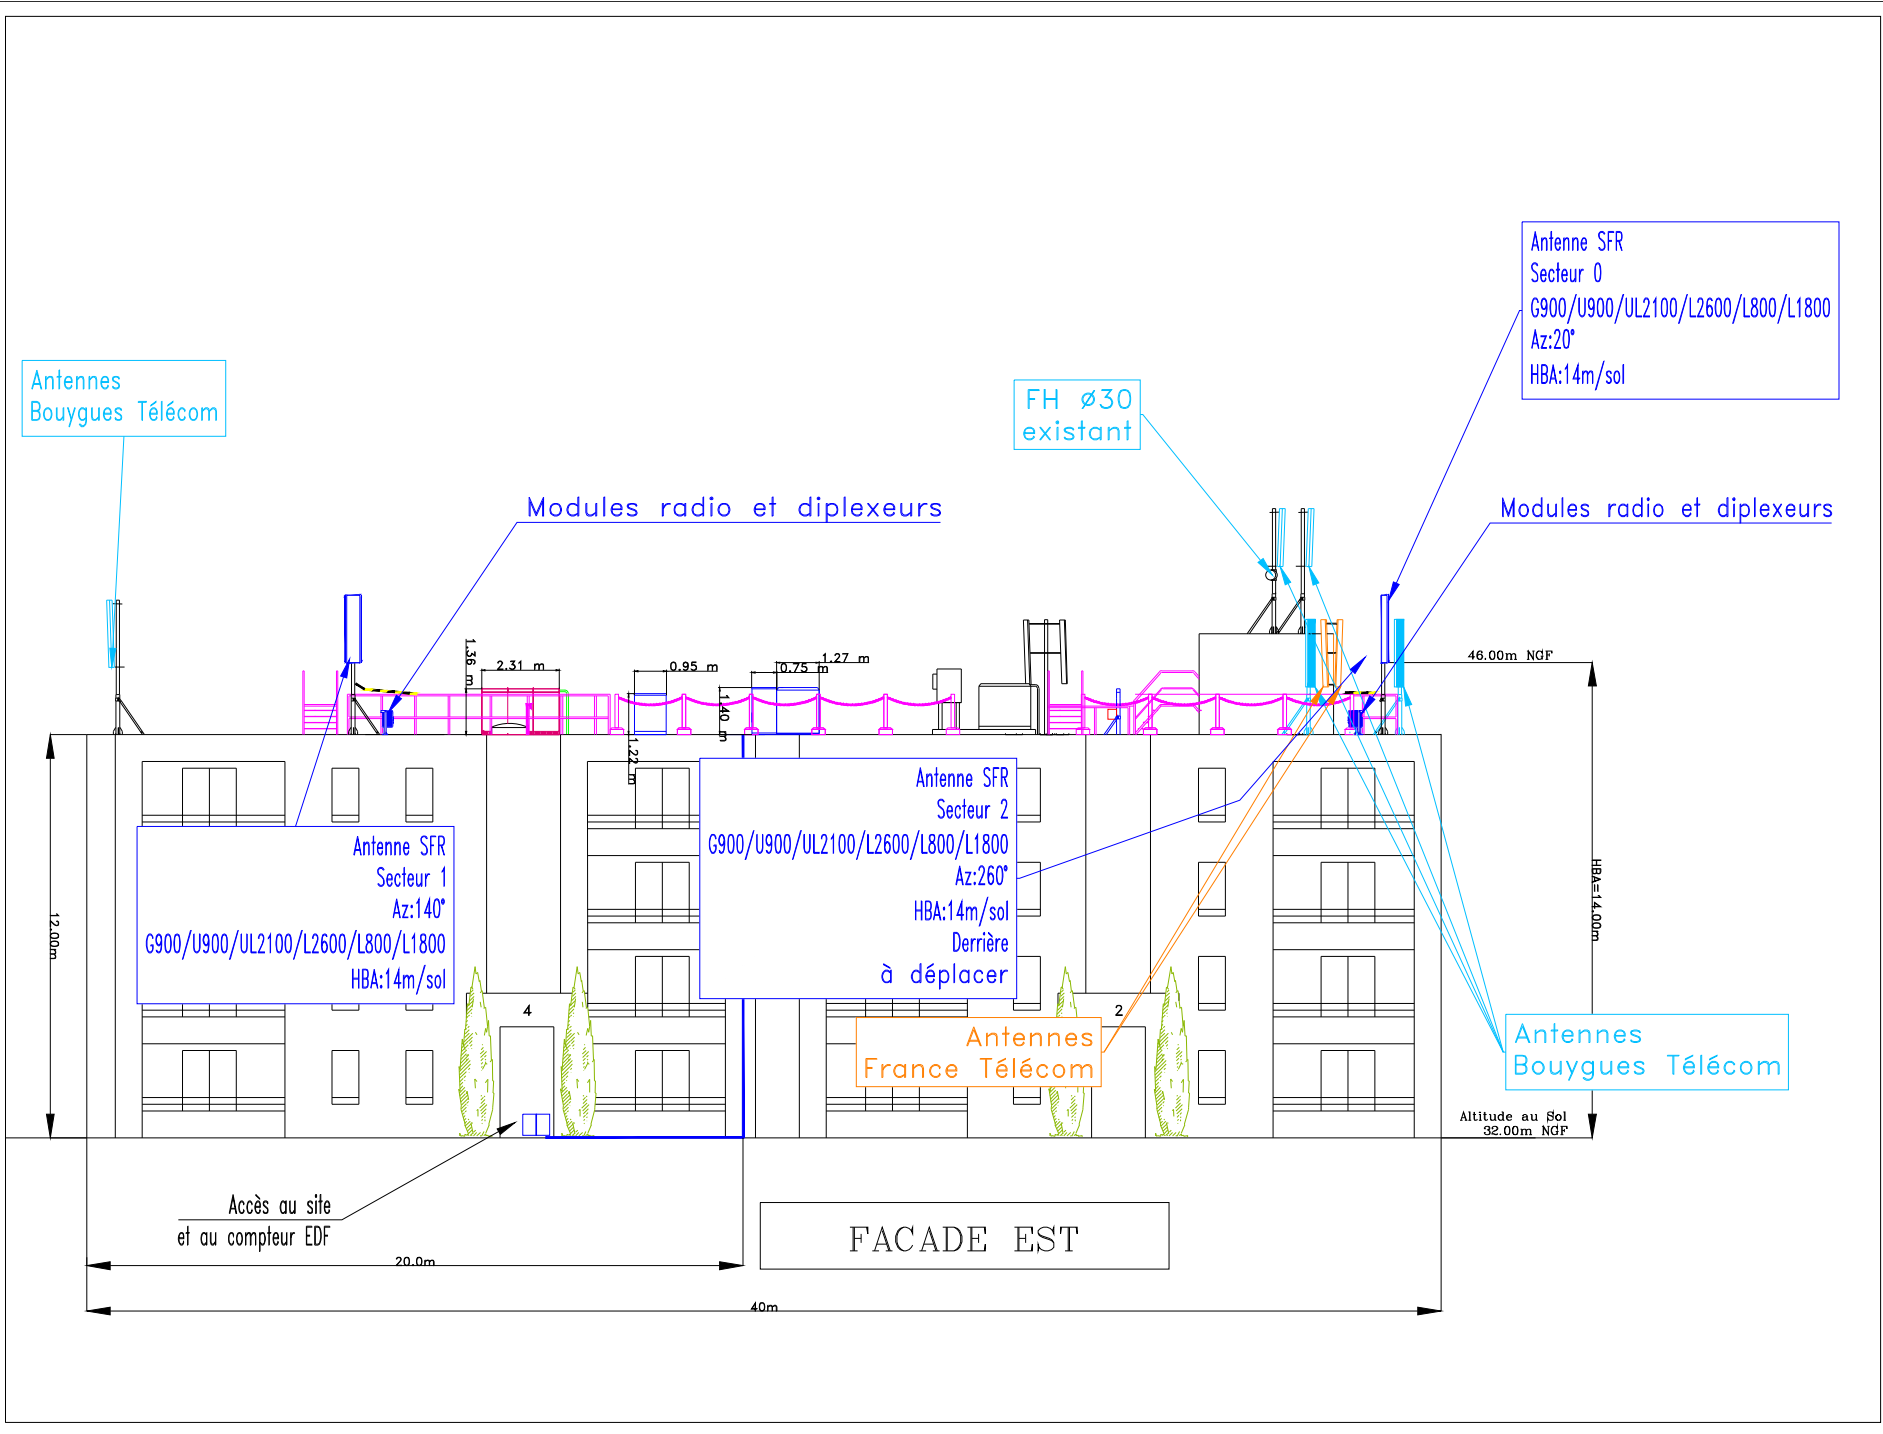 Antenne SFR
Secteur 0
G900/U900/UL2100/L2600/L800/L1800
Az:20°
HBA:14m/sol
Antennes
Bouygues Télécom
FH ø30
existant
Modules radio et diplexeurs
Modules radio et diplexeurs
1.36 m
2.31 m
0.95 m
0.75 m
1.27 m
1.40 m
1.22 m
46.00m NGF
Antenne SFR
Secteur 2
G900/U900/UL2100/L2600/L800/L1800
Az:260°
HBA:14m/sol
Derrière
à déplacer
Antenne SFR
Secteur 1
Az:140°
G900/U900/UL2100/L2600/L800/L1800
HBA:14m/sol
12.00m
HBA=14.00m
4
2
Antennes
France Télécom
Antennes
Bouygues Télécom
Altitude au Sol
32.00m NGF
Accès au site
et au compteur EDF
FACADE EST
20.0m
40m